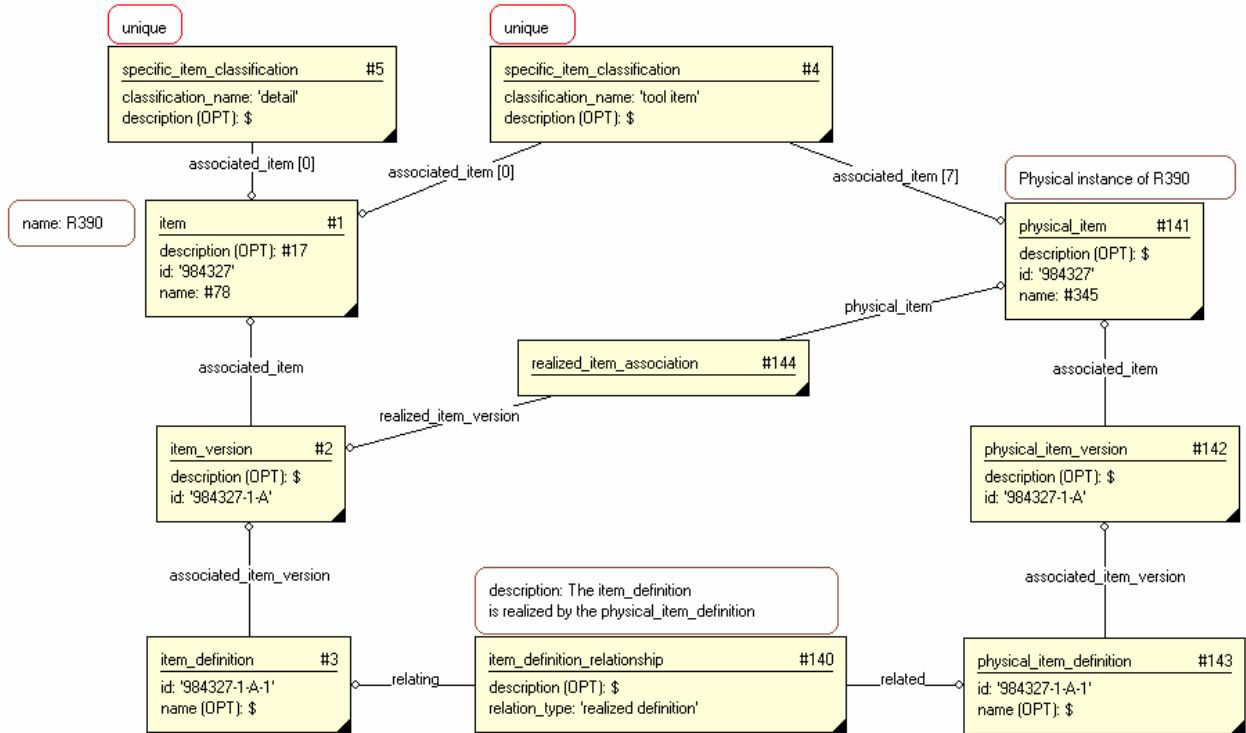 unique
unique
specific_item_classification #5
classification_name: 'detail'
description (OPT): $
specific_item_classification #4
classification_name: 'tool item'
description (OPT): $
associated_item [0]
associated_item [0]
associated_item [7]
Physical instance of R390
name: R390
item #1
description (OPT): #17
id: '984327'
name: #78
physical_item #141
description (OPT): $
id: '984327'
name: #345
physical_item
associated_item
realized_item_association #144
associated_item
realized_item_version
item_version #2
description (OPT): $
id: '984327-1-A'
physical_item_version #142
description (OPT): $
id: '984327-1-A'
associated_item_version
associated_item_version
description: The item_definition
is realized by the physical_item_definition
item_definition #3
id: '984327-1-A-1'
name (OPT): $
relating
item_definition_relationship #140
description (OPT): $
relation_type: 'realized definition'
related
physical_item_definition #143
id: '984327-1-A-1'
name (OPT): $